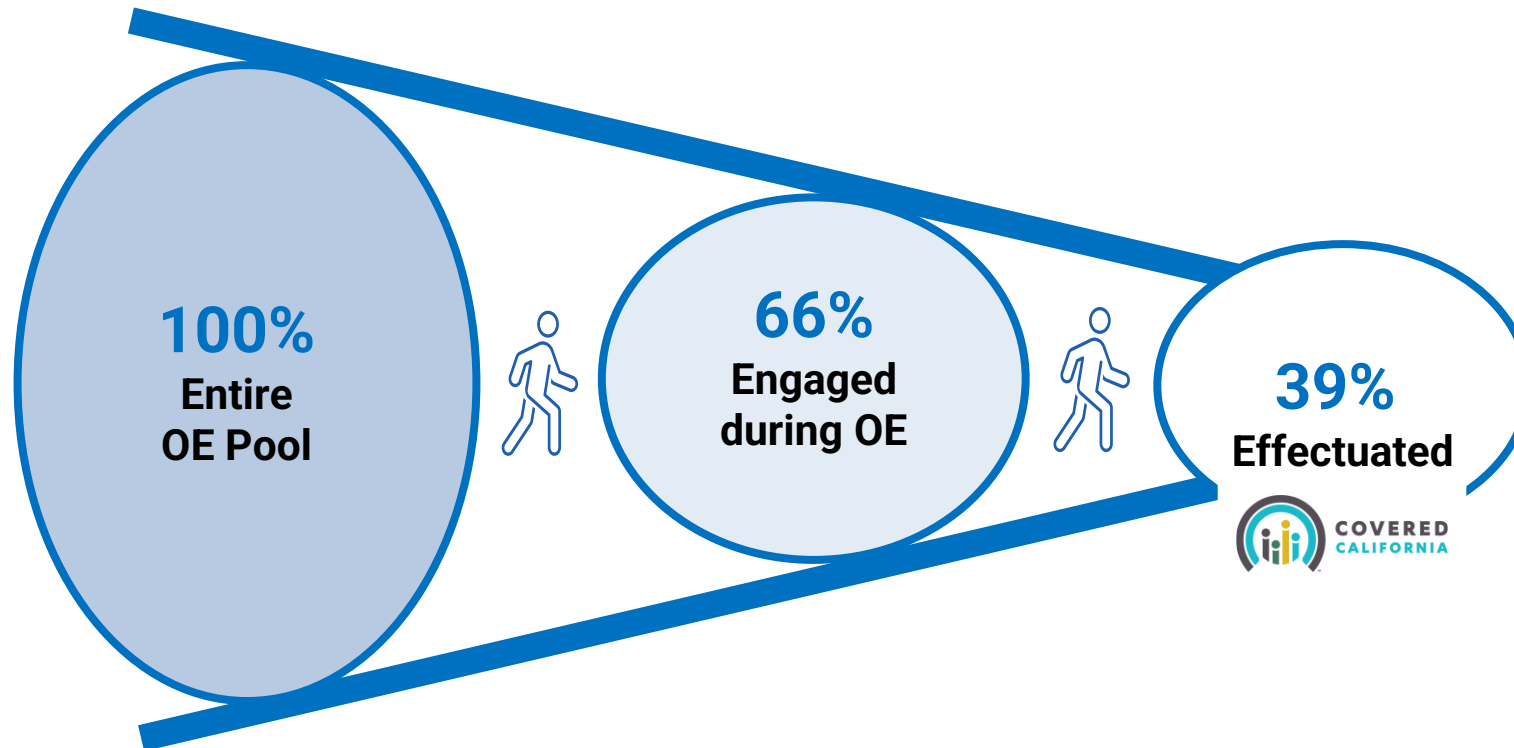 100%
Entire
OE Pool
66%
Engaged
during OE
39%
Effectuated
COVERED
CALIFORNIA